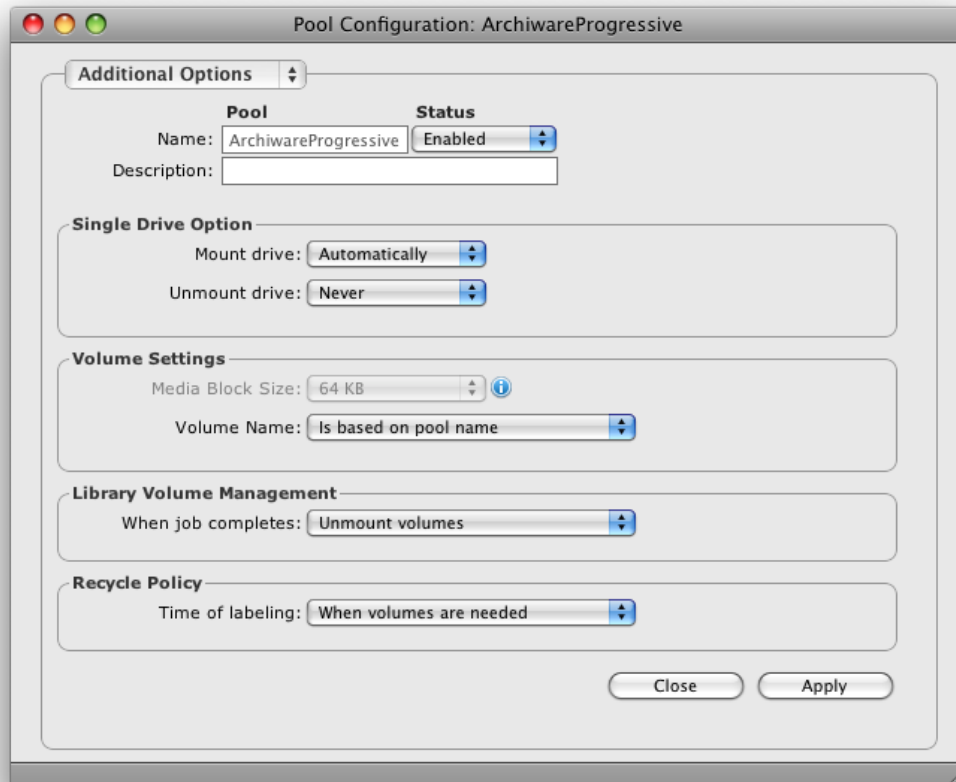 Pool Configuration: ArchiwareProgressive
Additional Options
Pool Status
Name: ArchiwareProgressive Enabled
Description:
Single Drive Option
Mount drive: Automatically
Unmount drive: Never
Volume Settings
Media Block Size: 64 KB
Volume Name: Is based on pool name
Library Volume Management
When job completes: Unmount volumes
Recycle Policy
Time of labeling: When volumes are needed
Close Apply